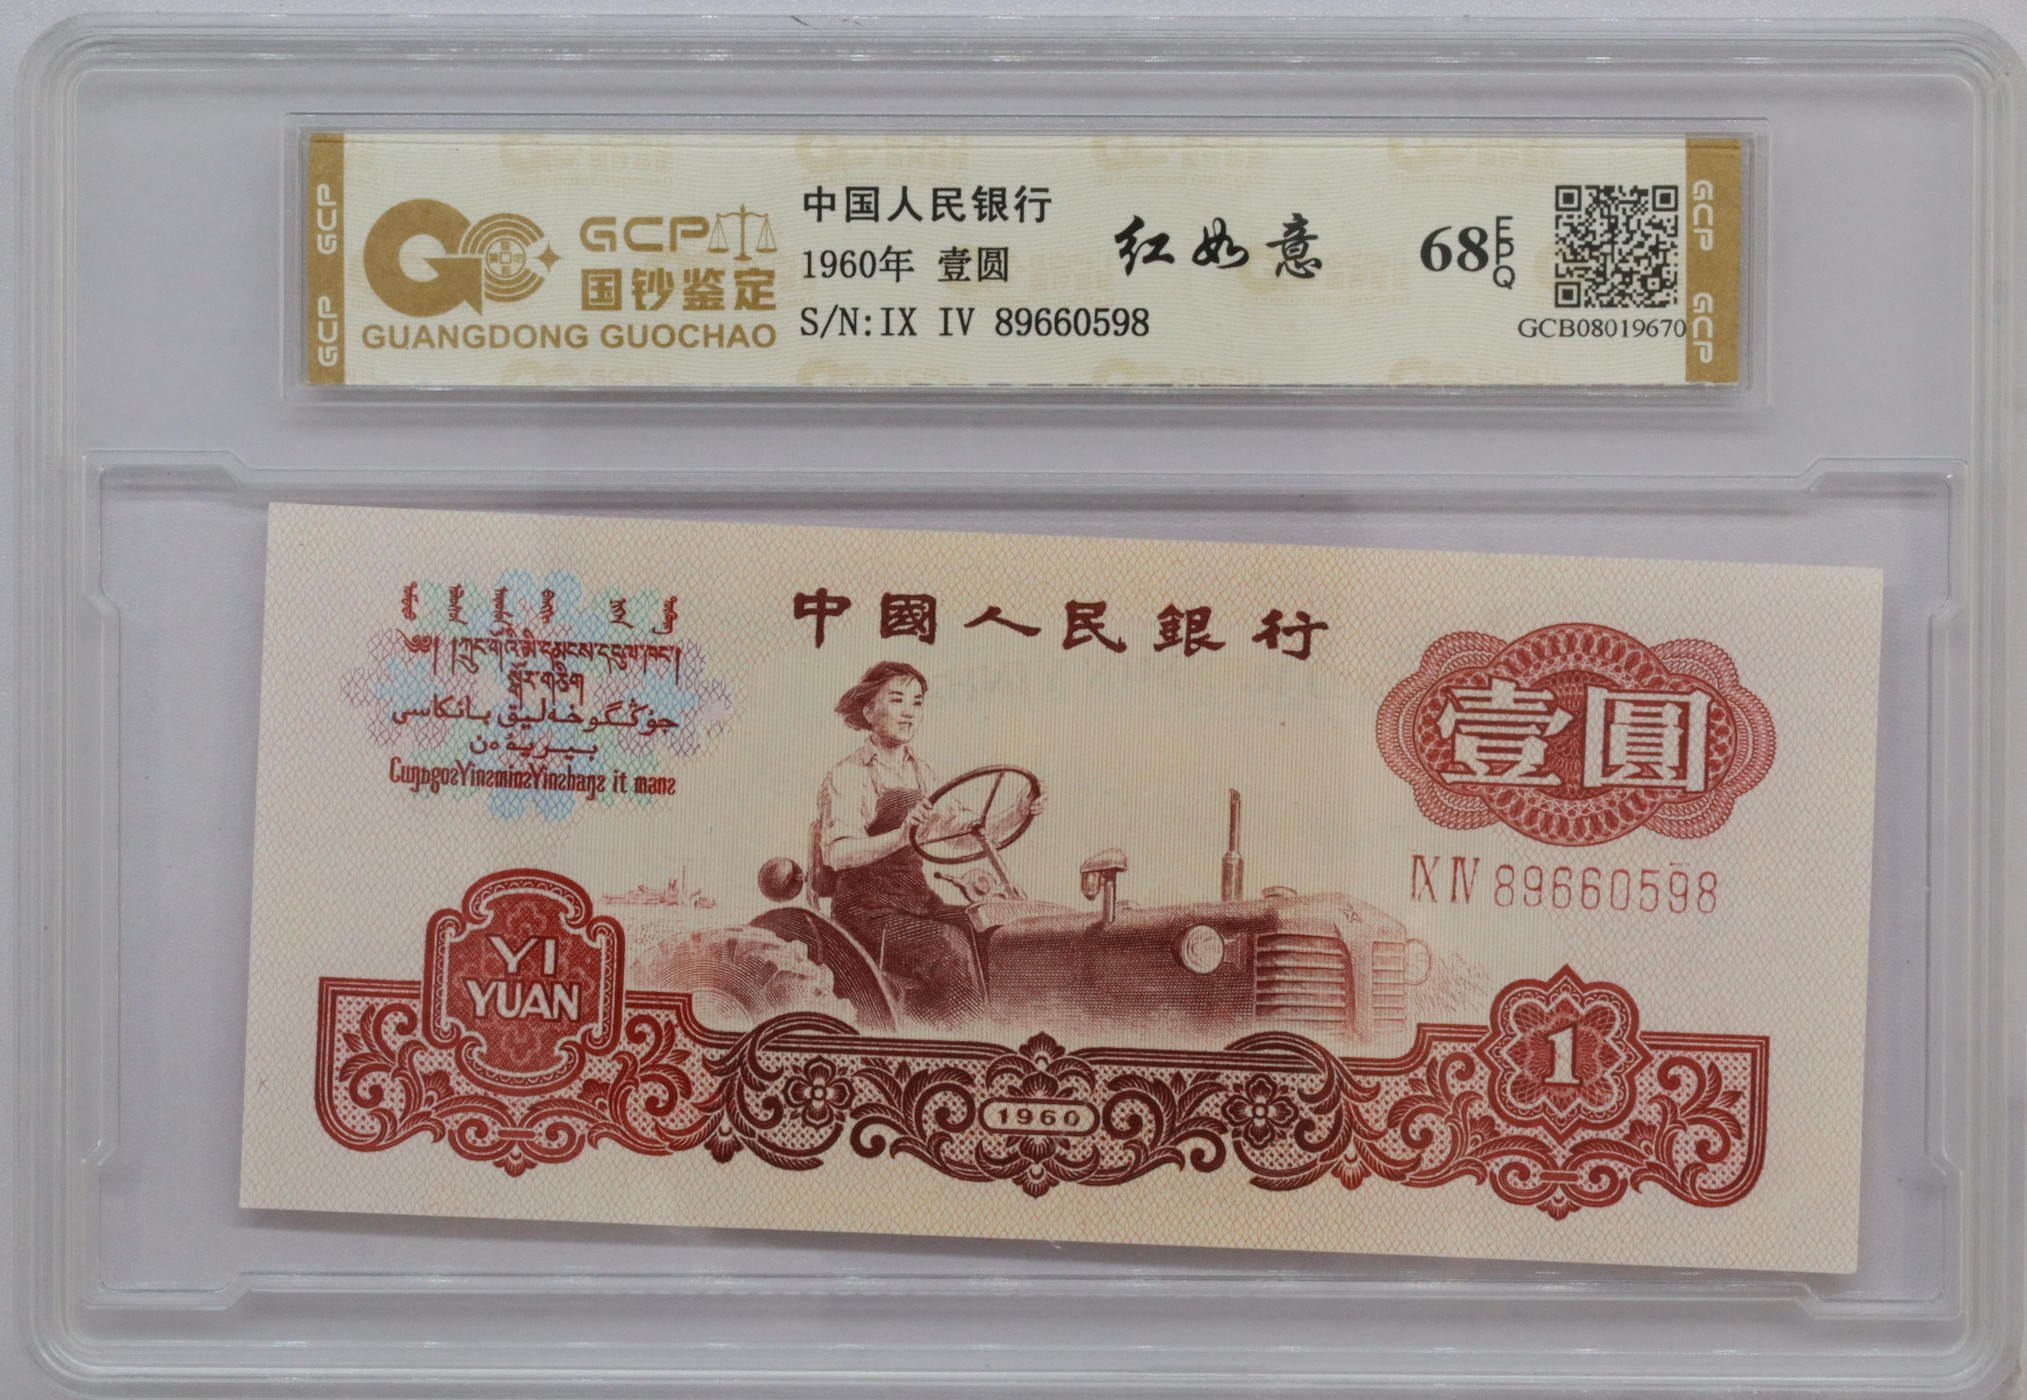 GCP GCP
GCP
国钞鉴定
GUANGDONG GUOCHAO
中国人民银行
1960年 壹圆
S/N:IX IV 89660598
红如意
68 EPQ
GCB08019670
GCP GCP
中國人民銀行
壹圓
IX IV 89660598
YI
YUAN
1960
1